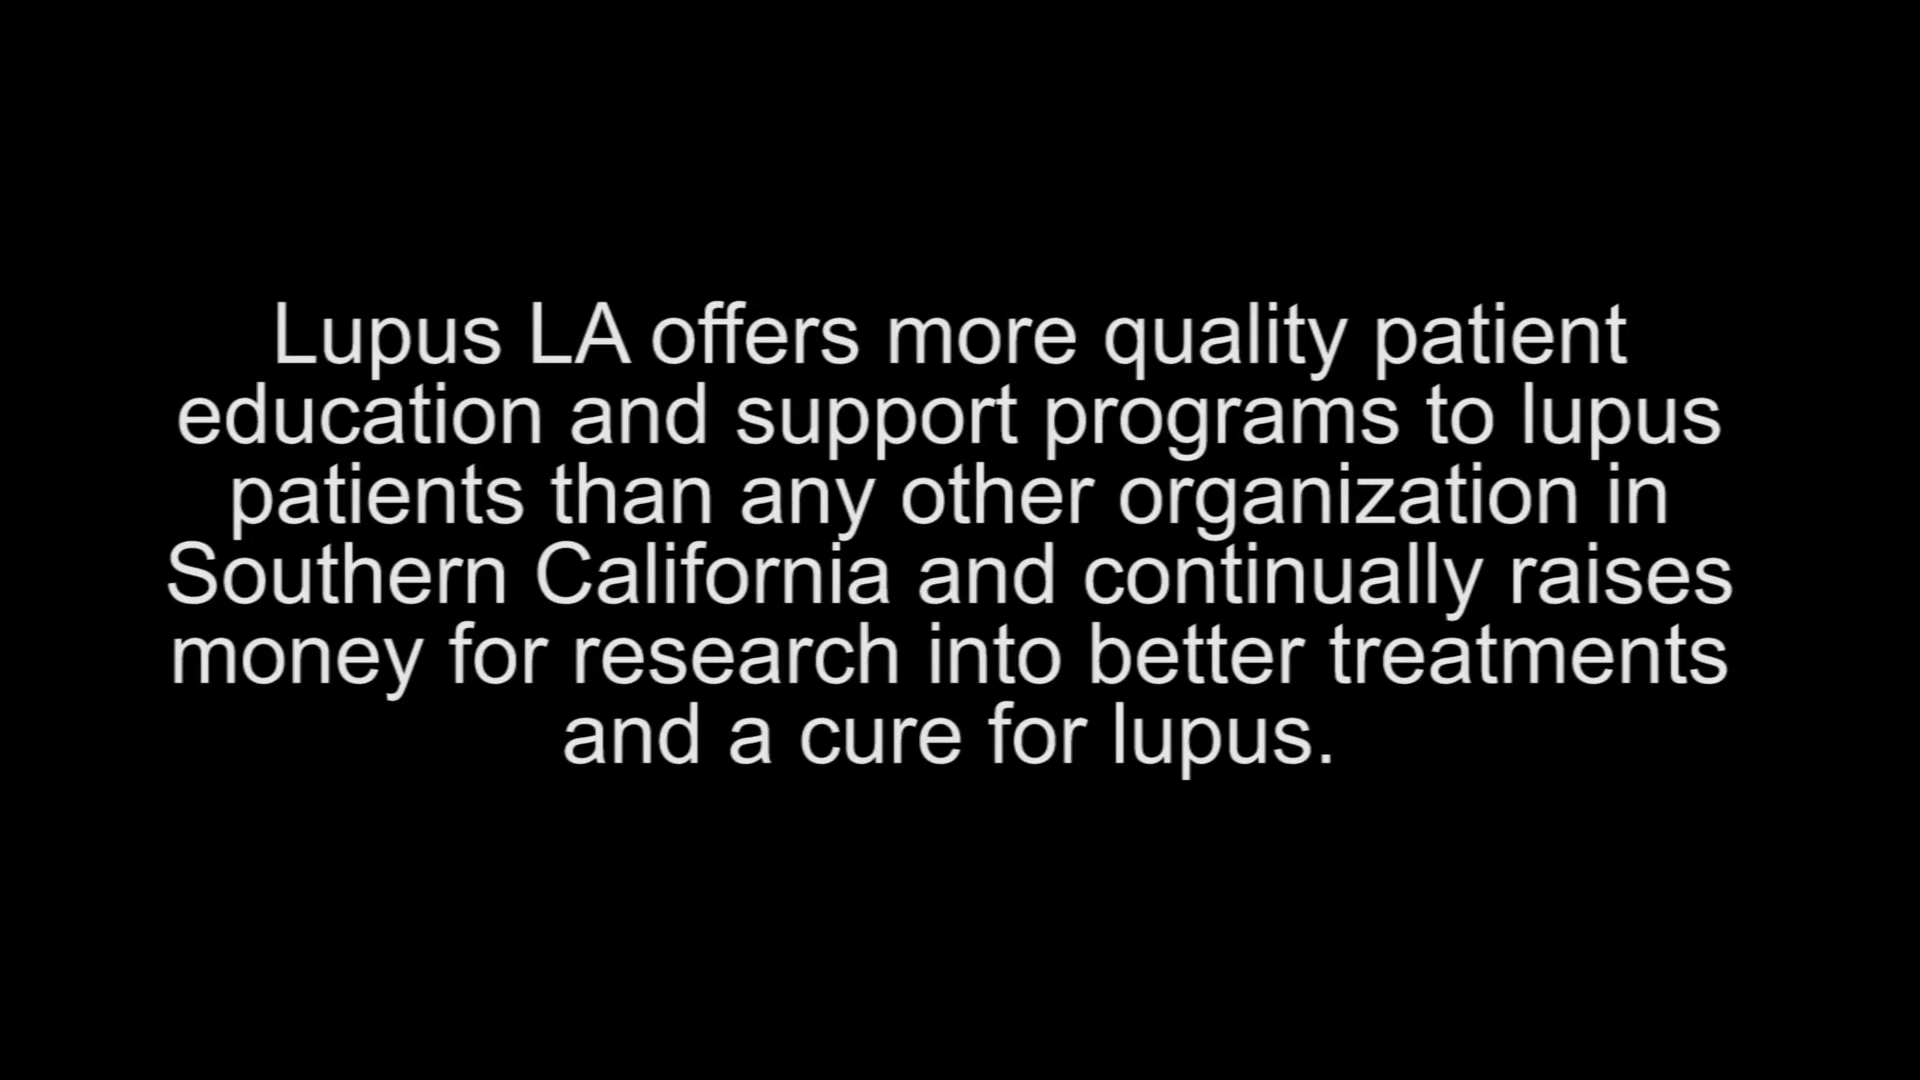 Lupus LA offers more quality patient
education and support programs to lupus
patients than any other organization in
Southern California and continually raises
money for research into better treatments
and a cure for lupus.